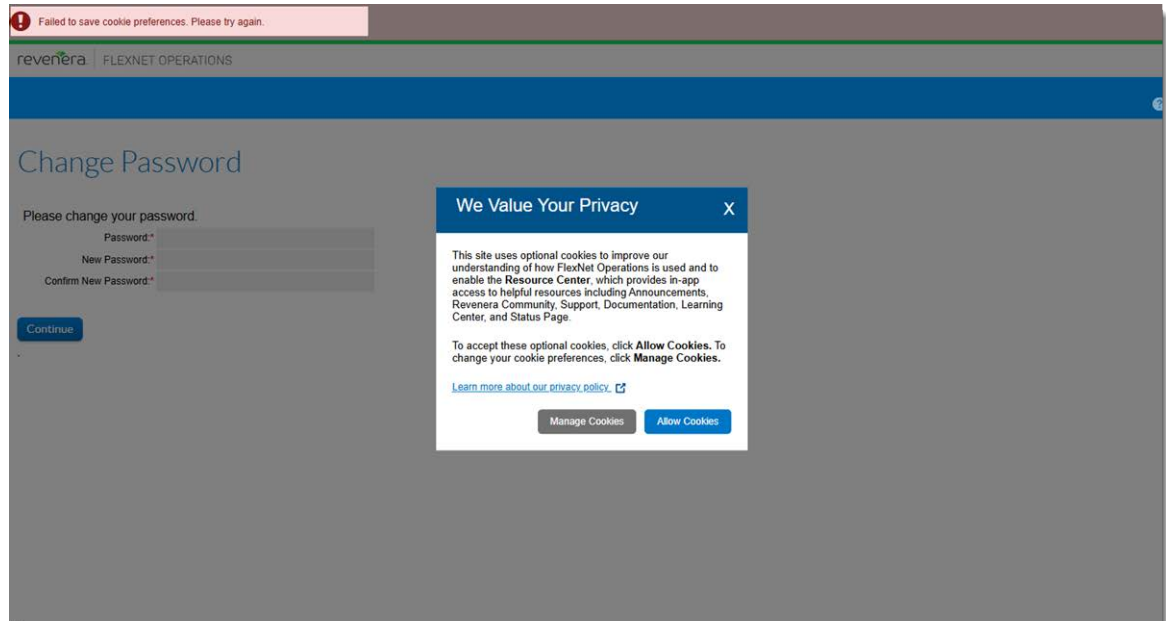 Failed to save cookie preferences. Please try again.
revenera FLEXNET OPERATIONS
?
Change Password
Please change your password.
Password:*
New Password:*
Confirm New Password:*
Continue
We Value Your Privacy X
This site uses optional cookies to improve our
understanding of how FlexNet Operations is used and to
enable the Resource Center, which provides in-app
access to helpful resources including Announcements,
Revenera Community, Support, Documentation, Learning
Center, and Status Page.
To accept these optional cookies, click Allow Cookies. To
change your cookie preferences, click Manage Cookies.
Learn more about our privacy policy
Manage Cookies Allow Cookies